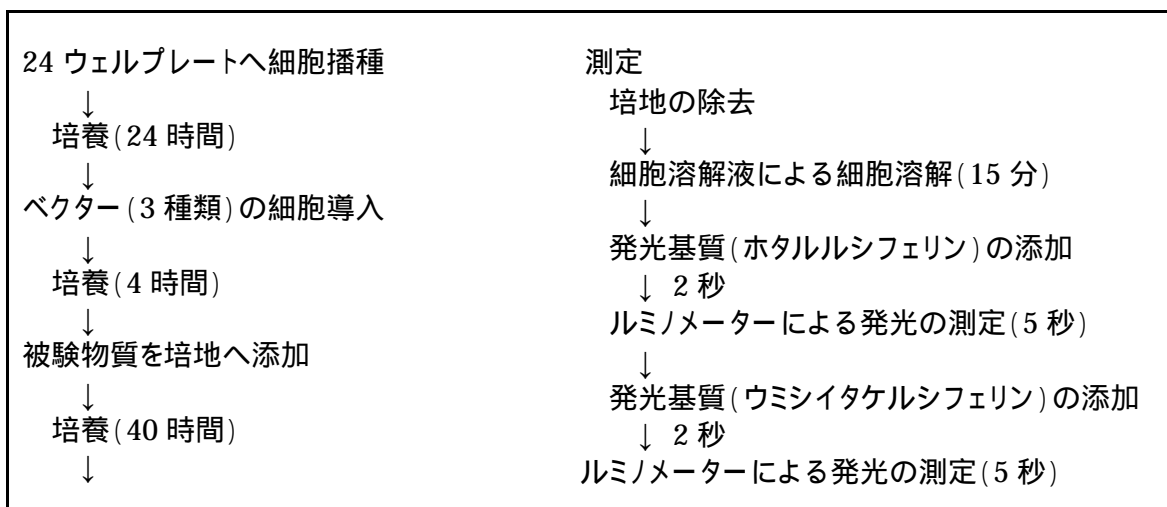 24 ウェルプレートへ細胞播種
↓
培養(24 時間)
↓
ベクター(3 種類)の細胞導入
↓
培養(4 時間)
↓
被験物質を培地へ添加
↓
培養(40 時間)
↓
測定
培地の除去
↓
細胞溶解液による細胞溶解(15 分)
↓
発光基質(ホタルルシフェリン)の添加
↓ 2 秒
ルミノメーターによる発光の測定(5 秒)
↓
発光基質(ウミシイタケルシフェリン)の添加
↓ 2 秒
ルミノメーターによる発光の測定(5 秒)